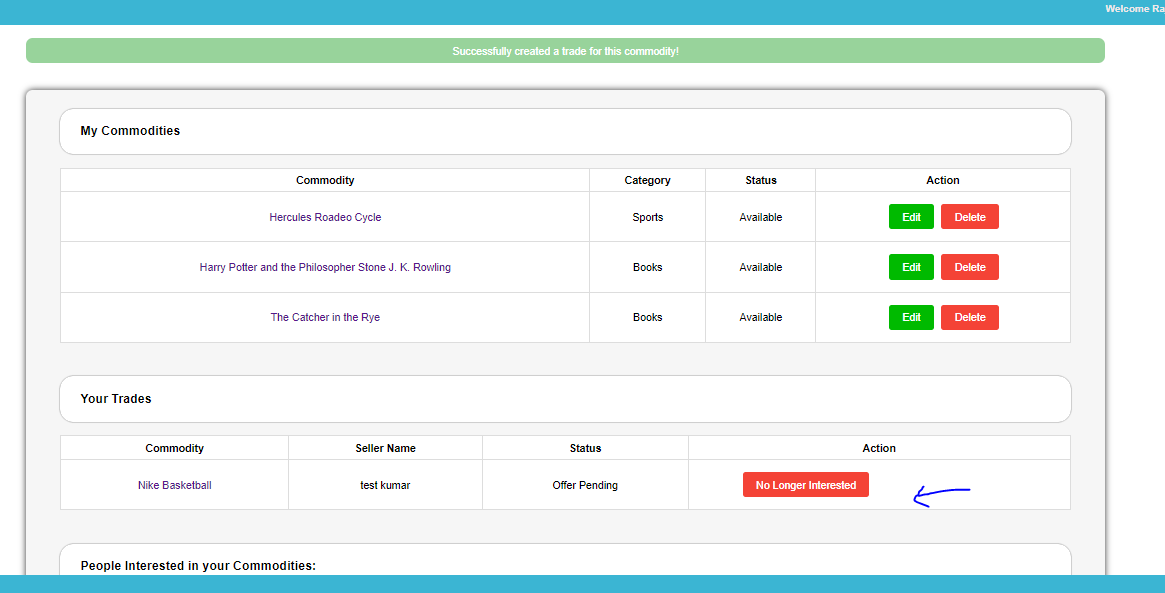 Welcome Ra
Successfully created a trade for this commodity!
My Commodities
Commodity Category Status Action
Hercules Roadeo Cycle Sports Available Edit Delete
Harry Potter and the Philosopher Stone J. K. Rowling Books Available Edit Delete
The Catcher in the Rye Books Available Edit Delete
Your Trades
Commodity Seller Name Status Action
Nike Basketball test kumar Offer Pending No Longer Interested
People Interested in your Commodities: